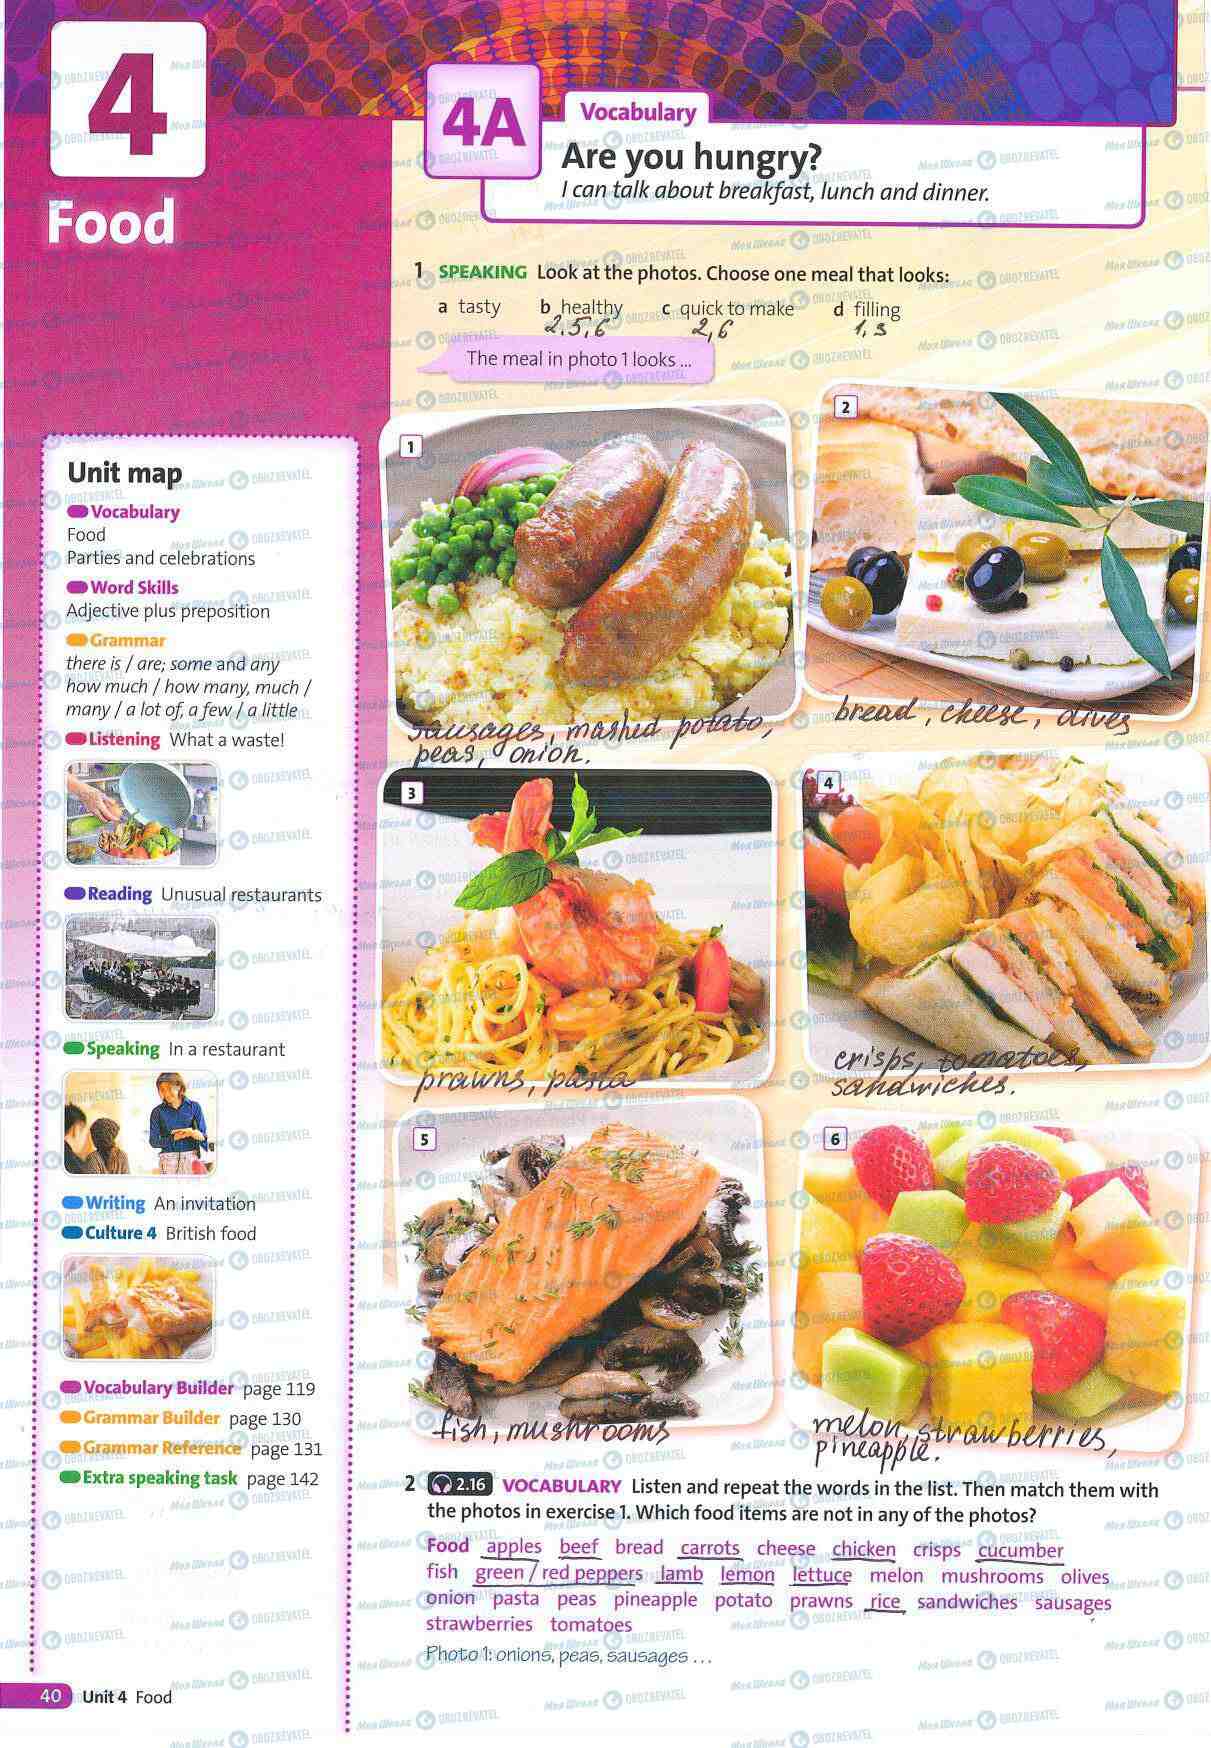 4
Food
4A
Vocabulary
Are you hungry?
I can talk about breakfast, lunch and dinner.
1 SPEAKING Look at the photos. Choose one meal that looks:
a tasty b healthy c quick to make d filling
2,5,6 2,6 1,3
The meal in photo 1 looks ...
Unit map
Vocabulary
Food
Parties and celebrations
Word Skills
Adjective plus preposition
Grammar
there is / are; some and any
how much / how many, much /
many / a lot of, a few / a little
Listening What a waste!
Reading Unusual restaurants
Speaking In a restaurant
Writing An invitation
Culture 4 British food
Vocabulary Builder page 119
Grammar Builder page 130
Grammar Reference page 131
Extra speaking task page 142
1
sausages, mashed potato,
peas, onion.
2
bread, cheese, olives
3
prawns, pasta
4
crisps, tomatoes,
sandwiches.
5
fish, mushrooms
6
melon, strawberries,
pineapple.
2 2.16 VOCABULARY Listen and repeat the words in the list. Then match them with
the photos in exercise 1. Which food items are not in any of the photos?
Food apples beef bread carrots cheese chicken crisps cucumber
fish green / red peppers lamb lemon lettuce melon mushrooms olives
onion pasta peas pineapple potato prawns rice sandwiches sausages
strawberries tomatoes
Photo 1: onions, peas, sausages ...
40 Unit 4 Food
Моя Школа OBOZREVATEL